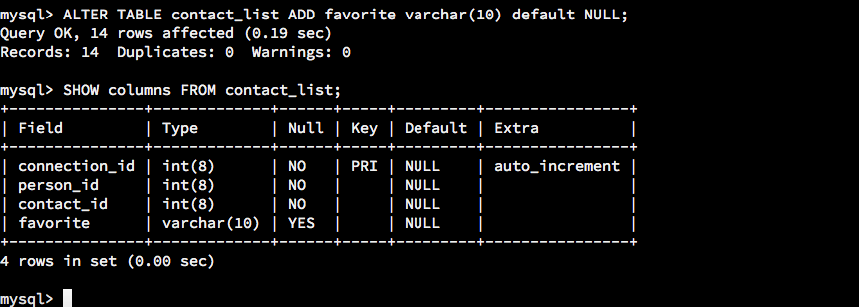 mysql> ALTER TABLE contact_list ADD favorite varchar(10) default NULL;
Query OK, 14 rows affected (0.19 sec)
Records: 14  Duplicates: 0  Warnings: 0
mysql> SHOW columns FROM contact_list;
+---------------+-------------+------+-----+---------+----------------+
| Field         | Type        | Null | Key | Default | Extra          |
+---------------+-------------+------+-----+---------+----------------+
| connection_id | int(8)      | NO   | PRI | NULL    | auto_increment |
| person_id     | int(8)      | NO   |     | NULL    |                |
| contact_id    | int(8)      | NO   |     | NULL    |                |
| favorite      | varchar(10) | YES  |     | NULL    |                |
+---------------+-------------+------+-----+---------+----------------+
4 rows in set (0.00 sec)
mysql>